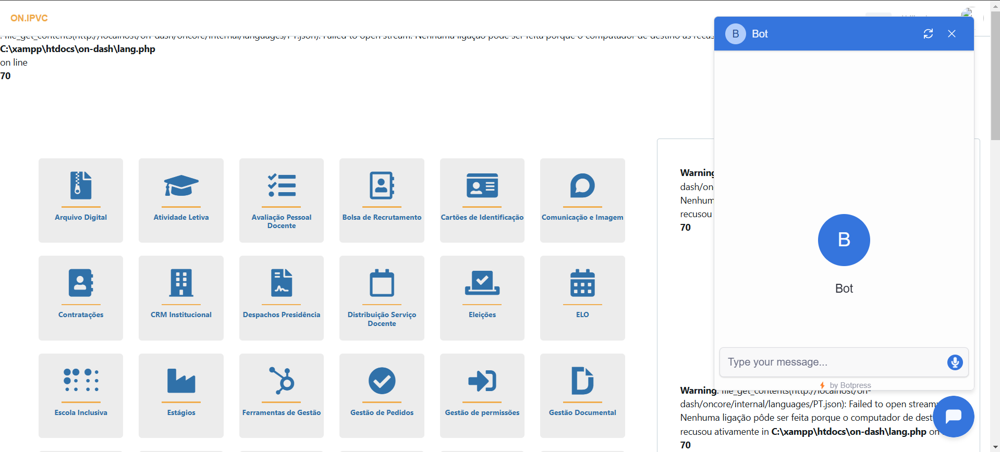 ON.IPVC
: file_get_contents(http://localhost/on-dash/oncore/internal/languages/PT.json): Failed to open stream: Nenhuma ligação pôde ser feita porque o computador de destino as recus
C:\xampp\htdocs\on-dash\lang.php
on line
70
Arquivo Digital
Atividade Letiva
Avaliação Pessoal
Docente
Bolsa de Recrutamento
Cartões de Identificação
Comunicação e Imagem
Contratações
CRM Institucional
Despachos Presidência
Distribuição Serviço
Docente
Eleições
ELO
Escola Inclusiva
Estágios
Ferramentas de Gestão
Gestão de Pedidos
Gestão de permissões
Gestão Documental
Warning
dash/on
Nenhum
recusou
70
Warning: file_get_contents(http://localhost/on-
dash/oncore/internal/languages/PT.json): Failed to open stream:
Nenhuma ligação pôde ser feita porque o computador de dest
recusou ativamente in C:\xampp\htdocs\on-dash\lang.php on
70
B Bot
B
Bot
Type your message...
by Botpress